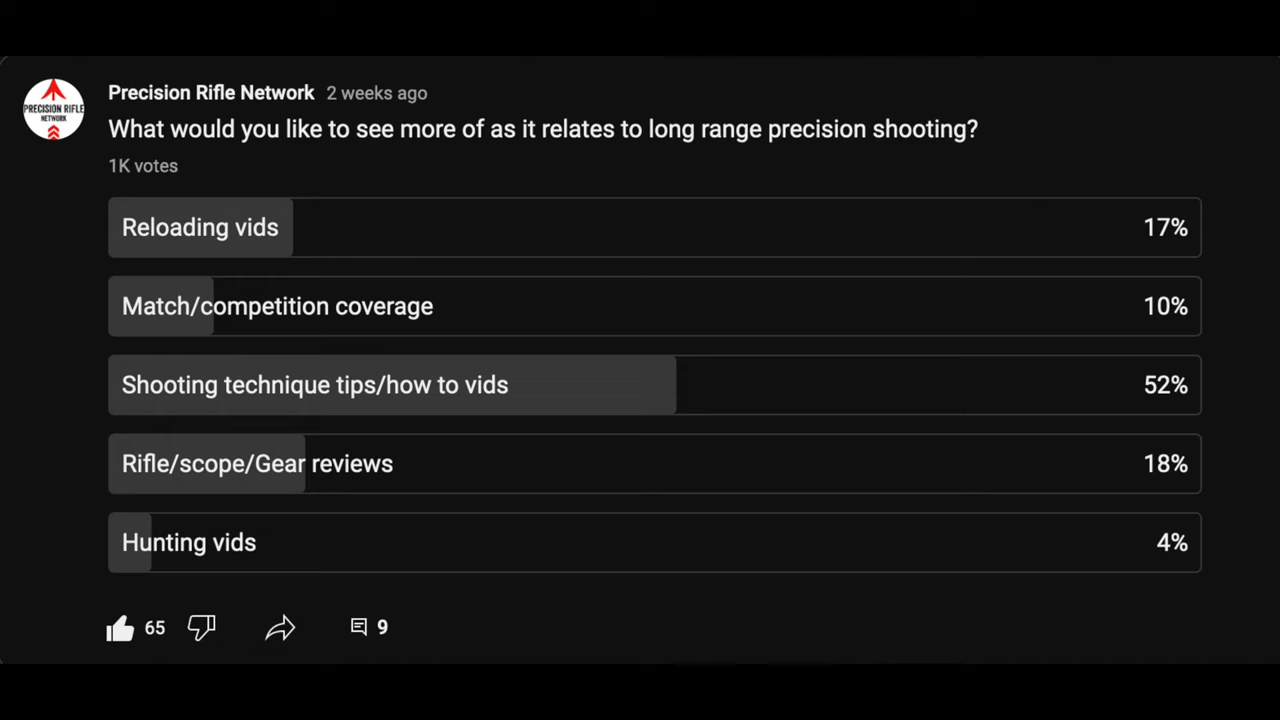 PRECISION RIFLE
NETWORK
Precision Rifle Network 2 weeks ago
What would you like to see more of as it relates to long range precision shooting?
1K votes
Reloading vids 17%
Match/competition coverage 10%
Shooting technique tips/how to vids 52%
Rifle/scope/Gear reviews 18%
Hunting vids 4%
65 9